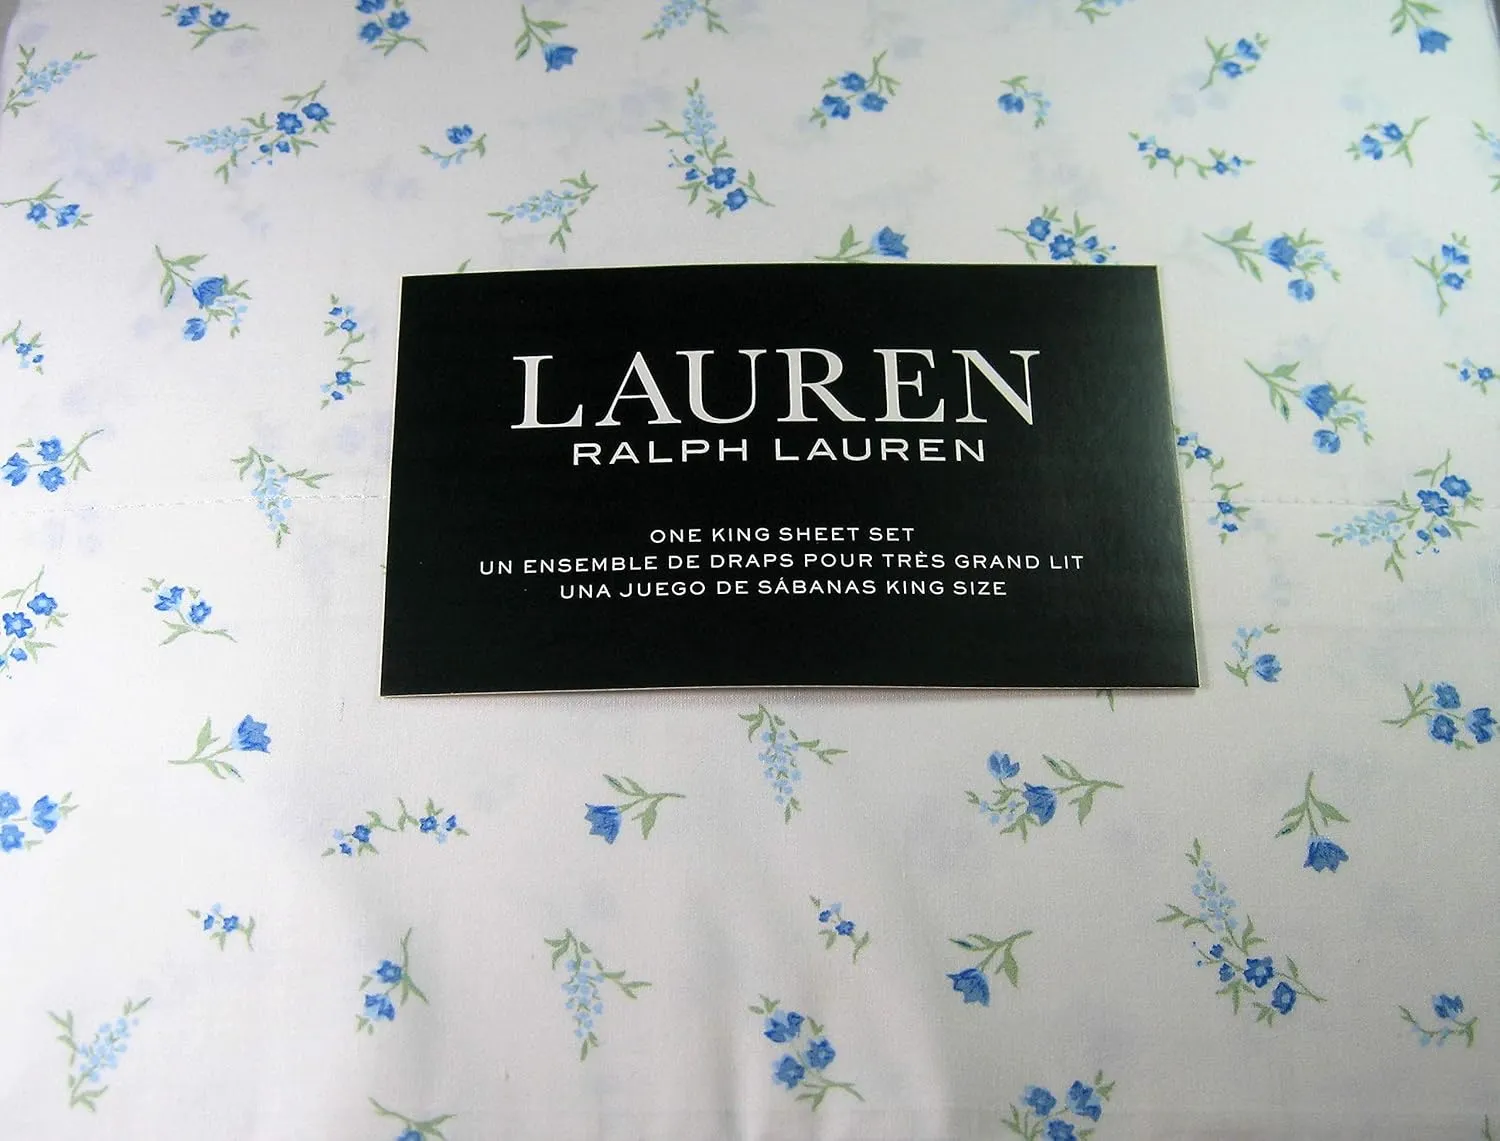 LAUREN
RALPH LAUREN
ONE KING SHEET SET
UN ENSEMBLE DE DRAPS POUR TRÈS GRAND LIT
UNA JUEGO DE SÁBANAS KING SIZE